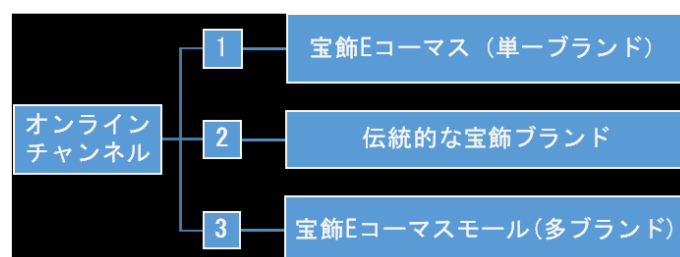 オンライン
チャンネル
1
宝飾Eコーマス（単一ブランド）
2
伝統的な宝飾ブランド
3
宝飾Eコーマスモール(多ブランド)